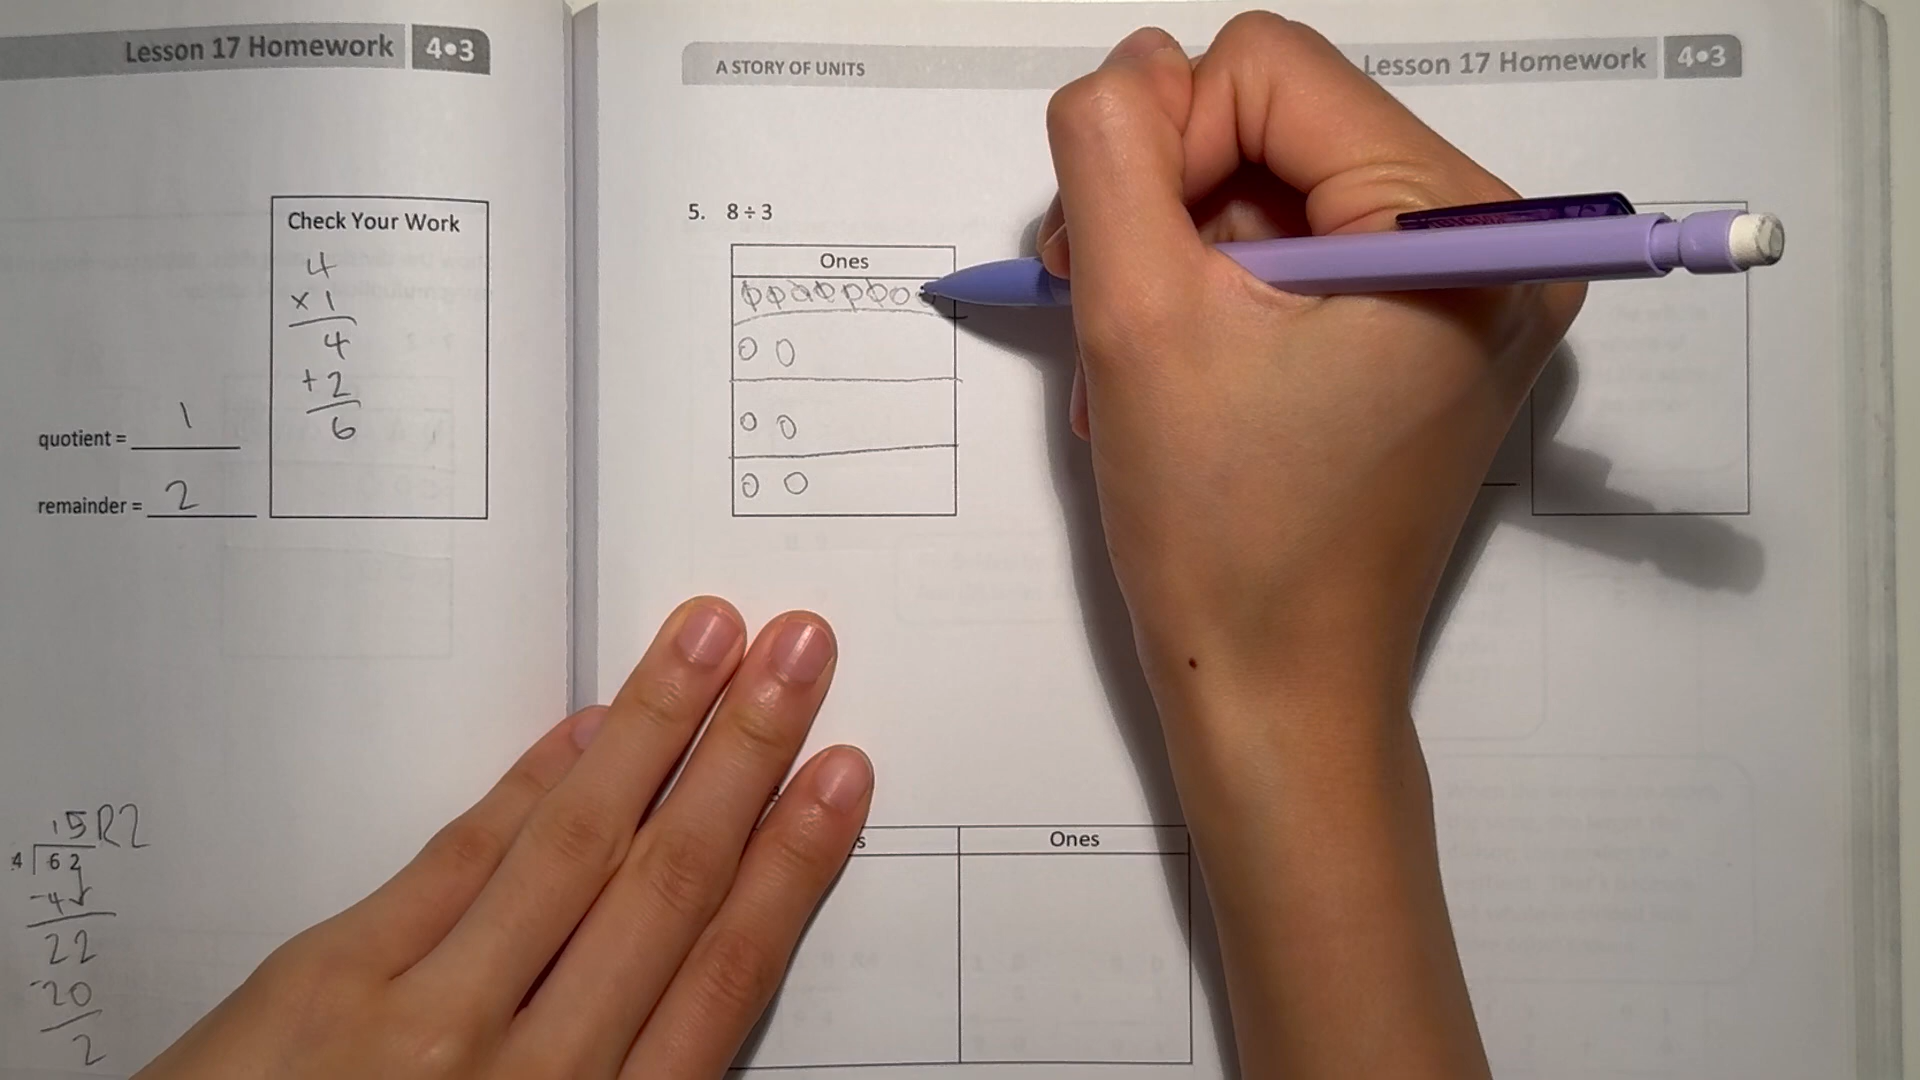 Lesson 17 Homework 4•3
Check Your Work
4
x 1
4
+ 2
6
quotient = 1
remainder = 2
15 R2
4 62
-4
22
-20
2
A STORY OF UNITS
Lesson 17 Homework 4•3
5. 8 ÷ 3
Ones
Ones